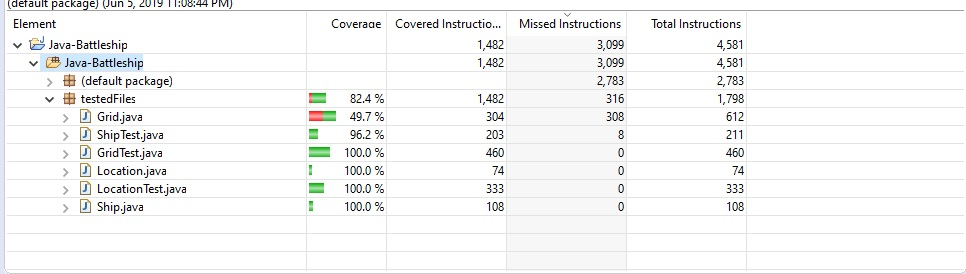 (default package) (Jun 5, 2019 11:08:44 PM)
Element Coverage Covered Instructio... Missed Instructions Total Instructions
Java-Battleship 1,482 3,099 4,581
Java-Battleship 1,482 3,099 4,581
(default package) 2,783 2,783
testedFiles 82.4 % 1,482 316 1,798
Grid.java 49.7 % 304 308 612
ShipTest.java 96.2 % 203 8 211
GridTest.java 100.0 % 460 0 460
Location.java 100.0 % 74 0 74
LocationTest.java 100.0 % 333 0 333
Ship.java 100.0 % 108 0 108